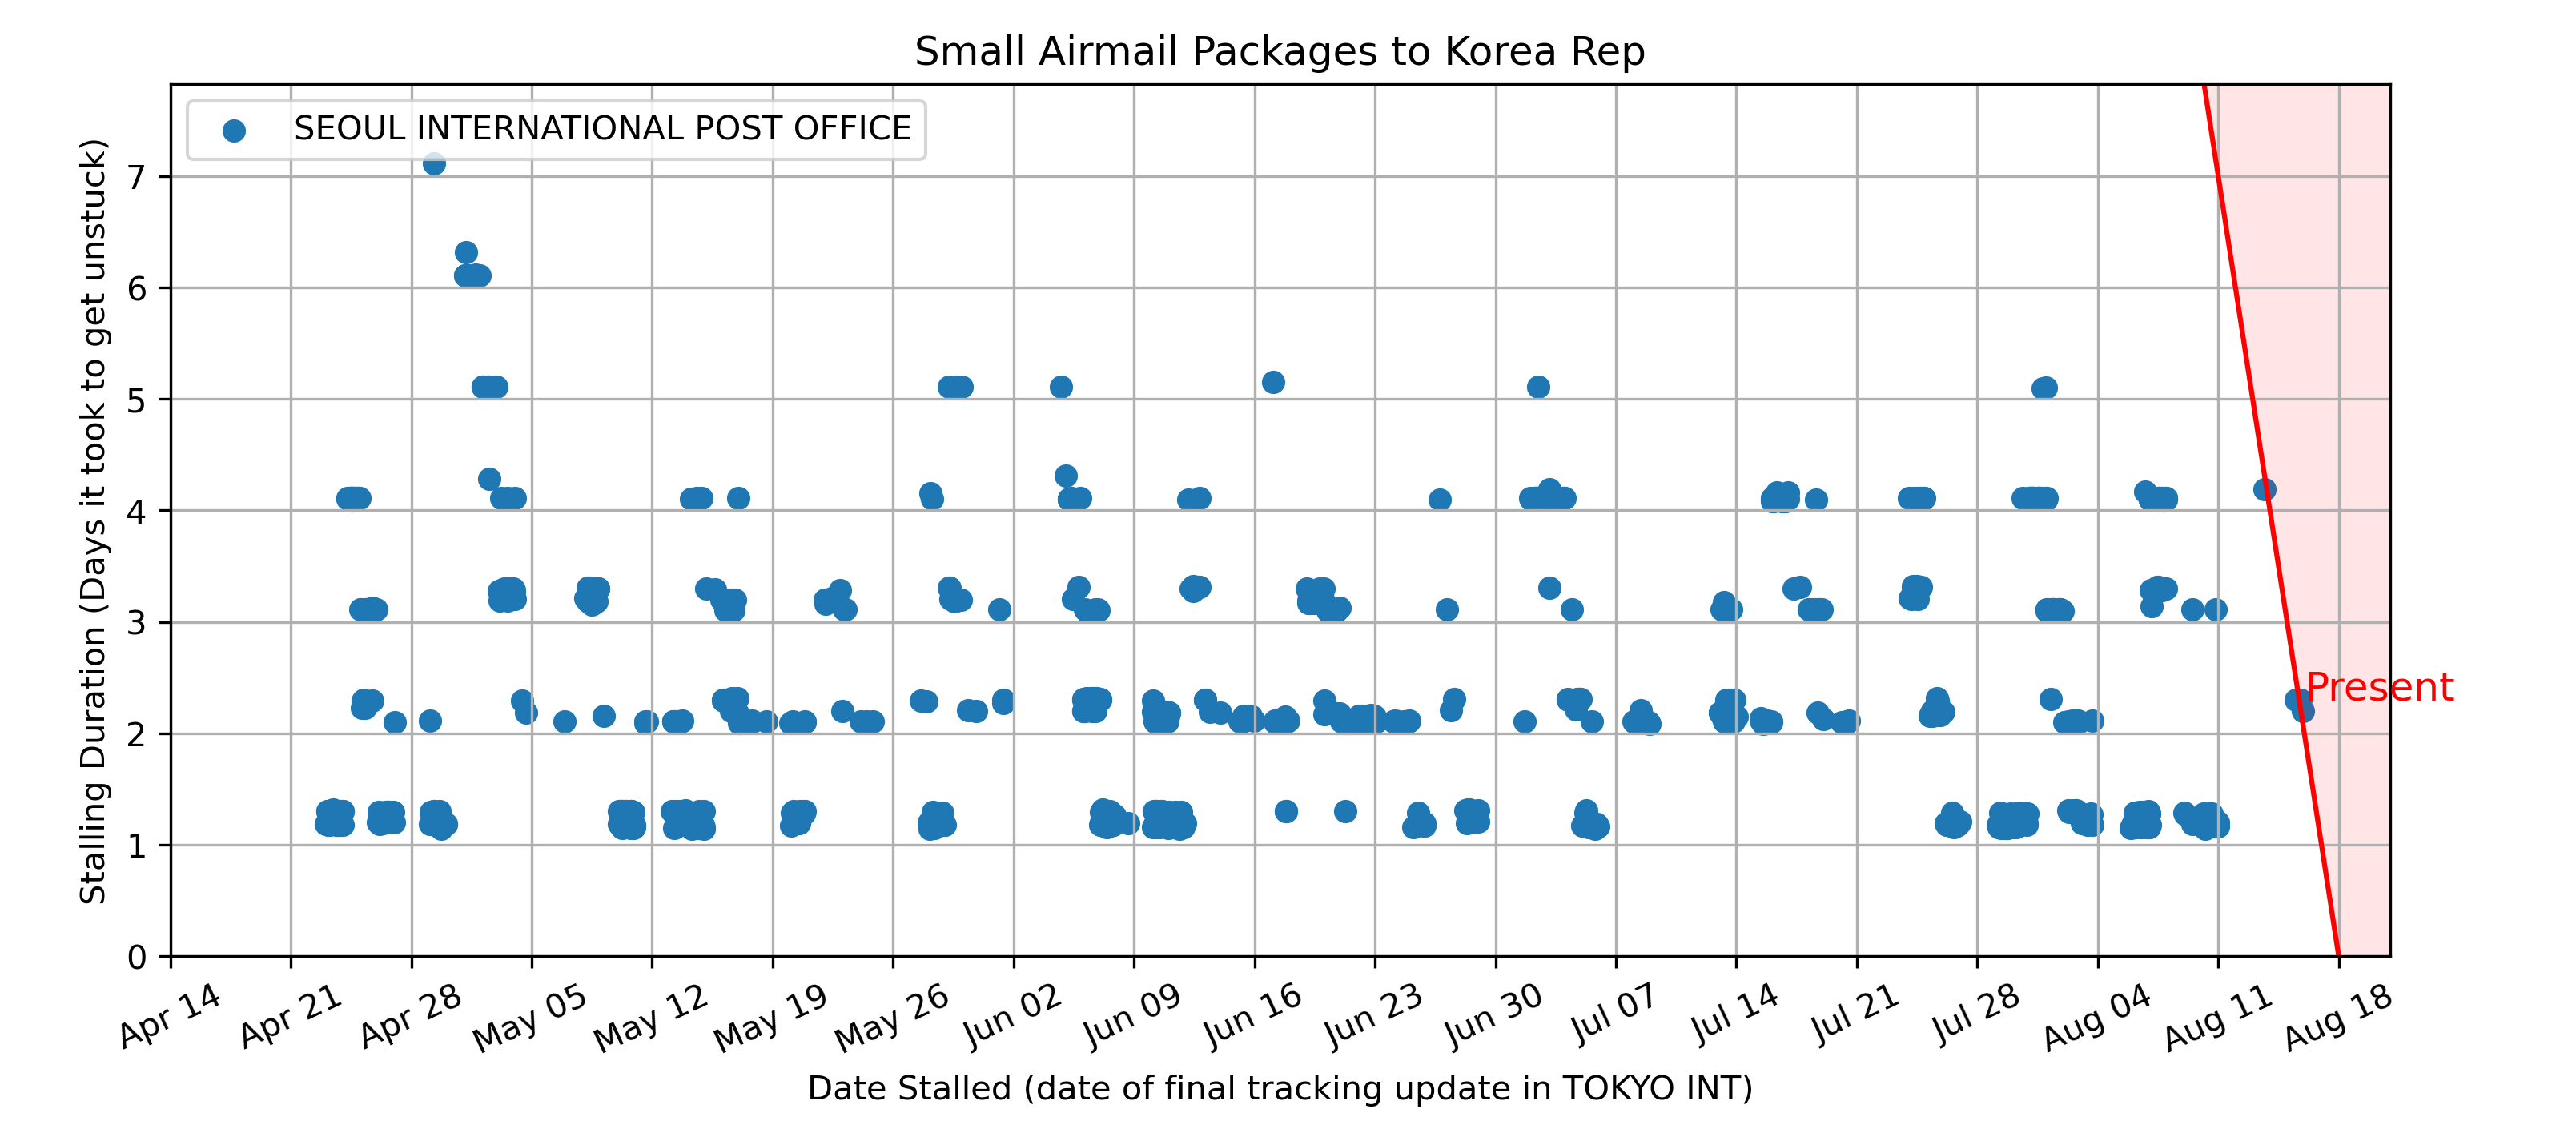 Small Airmail Packages to Korea Rep
SEOUL INTERNATIONAL POST OFFICE
Stalling Duration (Days it took to get unstuck)
7
6
5
4
3
2
1
0
Present
Apr 14
Apr 21
Apr 28
May 05
May 12
May 19
May 26
Jun 02
Jun 09
Jun 16
Jun 23
Jun 30
Jul 07
Jul 14
Jul 21
Jul 28
Aug 04
Aug 11
Aug 18
Date Stalled (date of final tracking update in TOKYO INT)